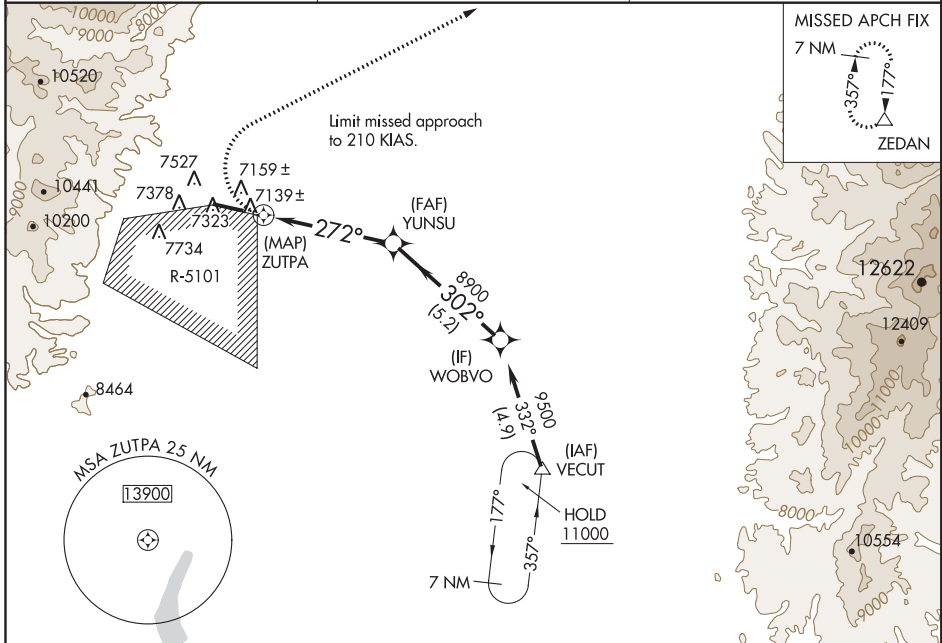 10000
9000
10520
10441
9000
10200
7527
7378
7159 ±
7139 ±
7323
7734
R-5101
8464
Limit missed approach
to 210 KIAS.
MISSED APCH FIX
7 NM
357°
177°
ZEDAN
(MAP)
ZUTPA
272°
(FAF)
YUNSU
8900
302°
(5.2)
(IF)
WOBVO
9500
332°
(4.9)
(IAF)
VECUT
HOLD
11000
177°
357°
7 NM
MSA ZUTPA 25 NM
13900
12622
12409
11000
10000
8000
10554
9000